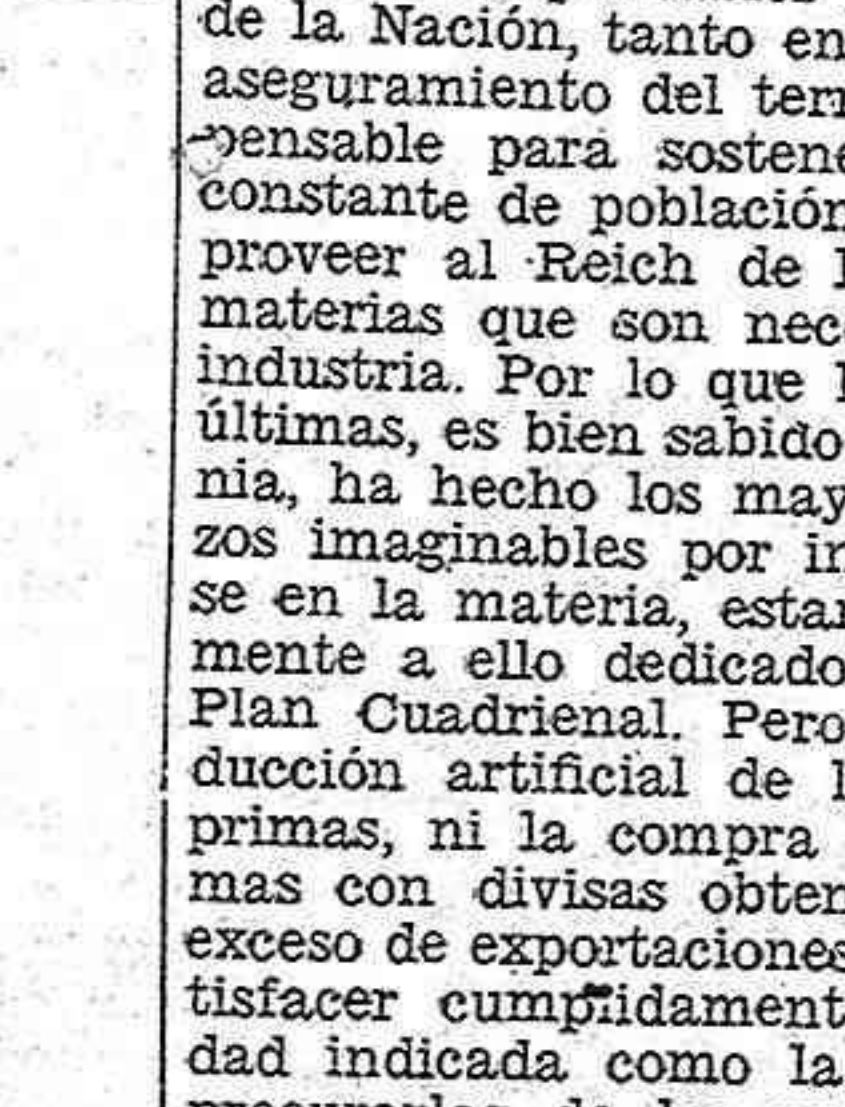 de la Nación, tanto en
aseguramiento del terr
pensable para sostene
constante de población
proveer al Reich de l
materias que son nece
industria. Por lo que
últimas, es bien sabido
nia, ha hecho los may
zos imaginables por in
se en la materia, estan
mente a ello dedicado
Plan Cuadrienal. Pero
ducción artificial de l
primas, ni la compra
mas con divisas obten
exceso de exportaciones
tisfacer cumplidament
dad indicada como la